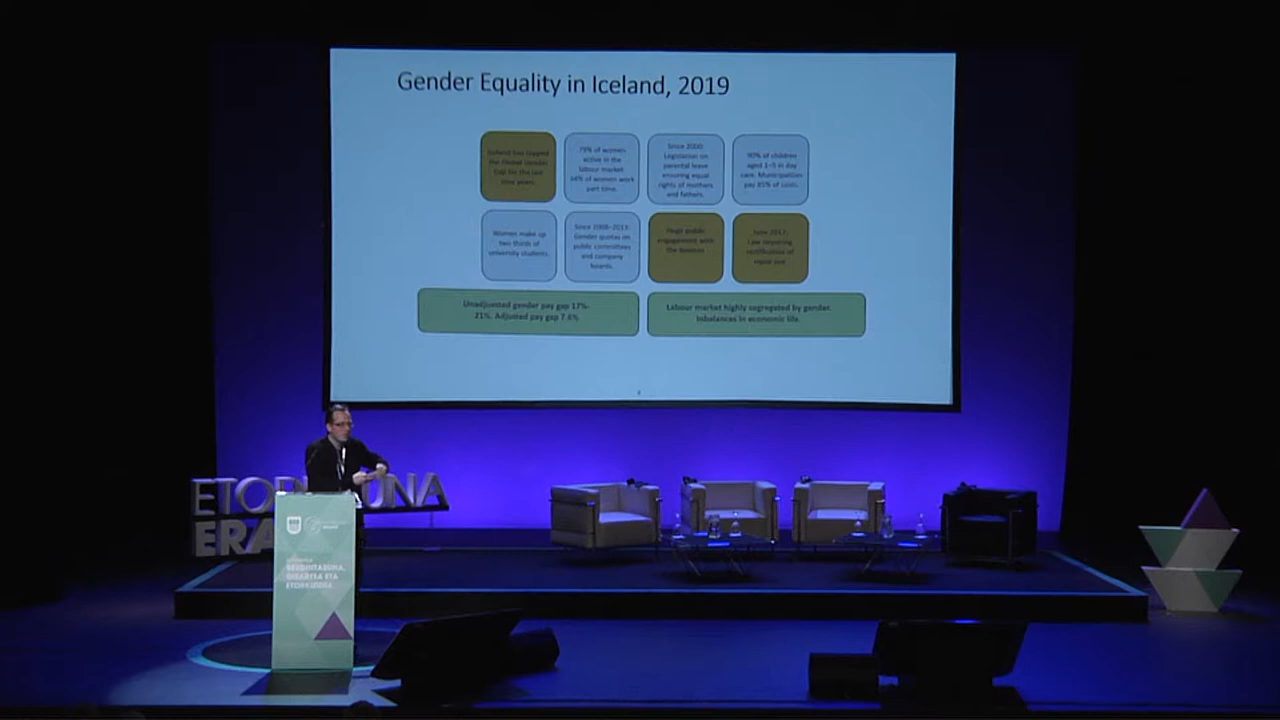 Gender Equality in Iceland, 2019
Iceland has topped
the Global Gender
Gap for the last
nine years.
79% of women
active in the
labour market
of women work
part time.
Since 2000:
Legislation on
parental leave
ensuring equal
rights of mothers
and fathers.
90% of children
aged 1–5 in day
care. Municipalities
pay 85% of costs.
Women make up
two thirds of
university students.
Since 2008–2013:
Gender quotas on
public committees
and company
boards.
Huge public
engagement with
the
June 2017:
Law requiring
certification of
equal pay
Unadjusted gender pay gap 17%-
21%. Adjusted pay gap 7.6%
Labour market highly segregated by gender.
Imbalances in economic life.
ETO UNA
ERA
BERDINTASUNA,
ETA
ETORKIZUNA